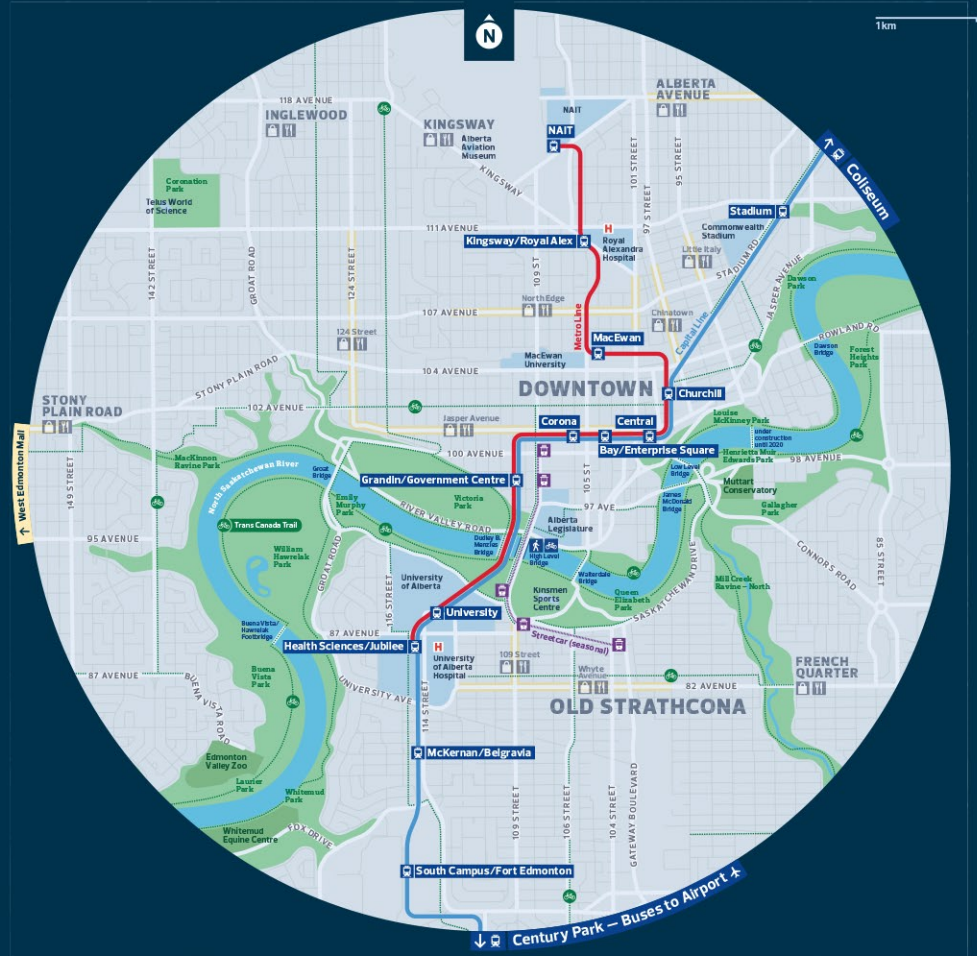 N
1km
ALBERTA
AVENUE
118 AVENUE
INGLEWOOD
KINGSWAY
Alberta
Aviation
Museum
NAIT
NAIT
KINGSWAY
101 STREET
95 STREET
97 STREET
↑ Coliseum
Coronation
Park
Telus World
of Science
Stadium
Commonwealth
Stadium
111 AVENUE
Kingsway/Royal Alex
H
Royal
Alexandra
Hospital
Little Italy
STADIUM RD
142 STREET
GROAT ROAD
124 STREET
109 ST
JASPER AVENUE
Dawson
Park
North Edge
107 AVENUE
Metro Line
Chinatown
Capital Line
ROWLAND RD
124 Street
MacEwan
Dawson
Bridge
Forest
Heights
Park
MacEwan
University
104 AVENUE
STONY PLAIN ROAD
DOWNTOWN
Churchill
STONY
PLAIN ROAD
102 AVENUE
Jasper Avenue
Corona
Central
Louise
McKinney Park
under
construction
until 2020
100 AVENUE
Bay/Enterprise Square
Henrietta Muir
Edwards Park
98 AVENUE
← West Edmonton Mall
149 STREET
MacKinnon
Ravine Park
North Saskatchewan River
Groat
Bridge
Grandin/Government Centre
105 ST
Low Level
Bridge
Muttart
Conservatory
Emily
Murphy
Park
Victoria
Park
RIVER VALLEY ROAD
97 AVE
James
McDonald
Bridge
Gallagher
Park
Trans Canada Trail
Alberta
Legislature
95 AVENUE
Dudley B.
Menzies
Bridge
High Level
Bridge
CONNORS ROAD
85 STREET
William
Hawrelak
Park
GROAT ROAD
116 STREET
University
of Alberta
Kinsmen
Sports
Centre
Walterdale
Bridge
Queen
Elizabeth
Park
SASKATCHEWAN DRIVE
Mill Creek
Ravine – North
Buena Vista/
Hawrelak
Footbridge
University
87 AVENUE
Streetcar (seasonal)
Health Sciences/Jubilee
H
University
of Alberta
Hospital
109 Street
Whyte
Avenue
FRENCH
QUARTER
87 AVENUE
Buena
Vista
Park
BUENA VISTA ROAD
UNIVERSITY AVE
114 STREET
82 AVENUE
OLD STRATHCONA
McKernan/Belgravia
Edmonton
Valley Zoo
Laurier
Park
Whitemud
Park
109 STREET
106 STREET
104 STREET
GATEWAY BOULEVARD
Whitemud
Equine Centre
FOX DRIVE
South Campus/Fort Edmonton
↓ Century Park – Buses to Airport